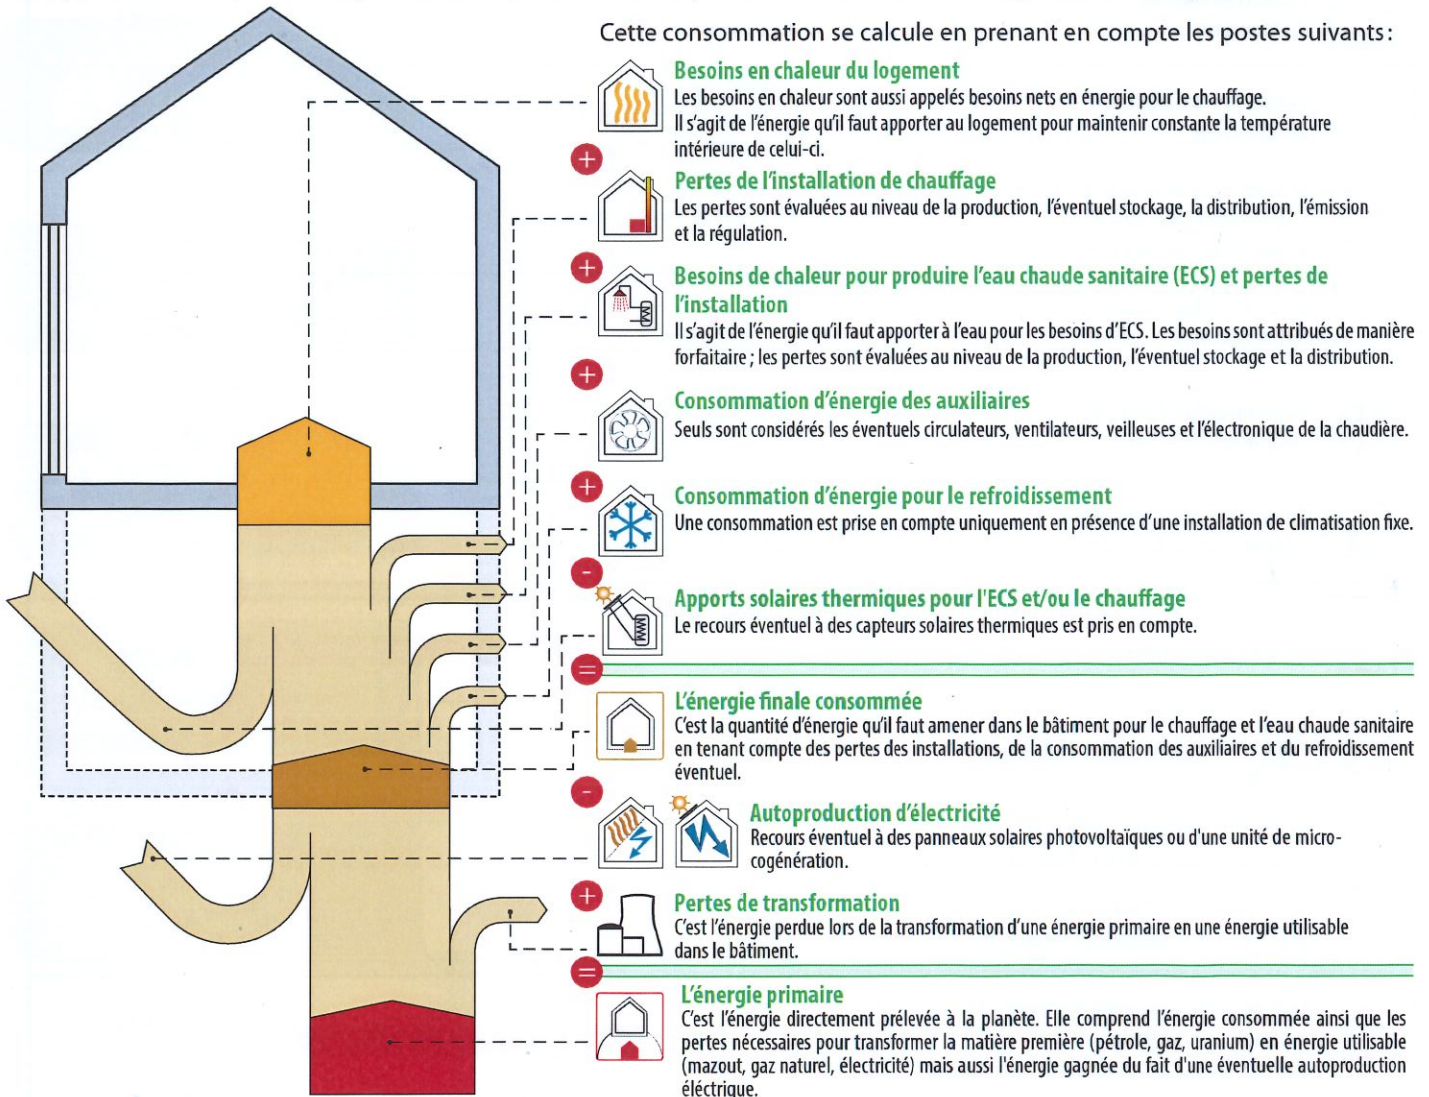 Cette consommation se calcule en prenant en compte les postes suivants :
Besoins en chaleur du logement
Les besoins en chaleur sont aussi appelés besoins nets en énergie pour le chauffage.
Il s'agit de l'énergie qu'il faut apporter au logement pour maintenir constante la température
intérieure de celui-ci.
+
Pertes de l'installation de chauffage
Les pertes sont évaluées au niveau de la production, l'éventuel stockage, la distribution, l'émission
et la régulation.
+
Besoins de chaleur pour produire l'eau chaude sanitaire (ECS) et pertes de
l'installation
Il s'agit de l'énergie qu'il faut apporter à l'eau pour les besoins d'ECS. Les besoins sont attribués de manière
forfaitaire ; les pertes sont évaluées au niveau de la production, l'éventuel stockage et la distribution.
+
Consommation d'énergie des auxiliaires
Seuls sont considérés les éventuels circulateurs, ventilateurs, veilleuses et l'électronique de la chaudière.
+
Consommation d'énergie pour le refroidissement
Une consommation est prise en compte uniquement en présence d'une installation de climatisation fixe.
-
Apports solaires thermiques pour l'ECS et/ou le chauffage
Le recours éventuel à des capteurs solaires thermiques est pris en compte.
=
L'énergie finale consommée
C'est la quantité d'énergie qu'il faut amener dans le bâtiment pour le chauffage et l'eau chaude sanitaire
en tenant compte des pertes des installations, de la consommation des auxiliaires et du refroidissement
éventuel.
-
Autoproduction d'électricité
Recours éventuel à des panneaux solaires photovoltaïques ou d'une unité de micro-
cogénération.
+
Pertes de transformation
C'est l'énergie perdue lors de la transformation d'une énergie primaire en une énergie utilisable
dans le bâtiment.
=
L'énergie primaire
C'est l'énergie directement prélevée à la planète. Elle comprend l'énergie consommée ainsi que les
pertes nécessaires pour transformer la matière première (pétrole, gaz, uranium) en énergie utilisable
(mazout, gaz naturel, électricité) mais aussi l'énergie gagnée du fait d'une éventuelle autoproduction
éléctrique.